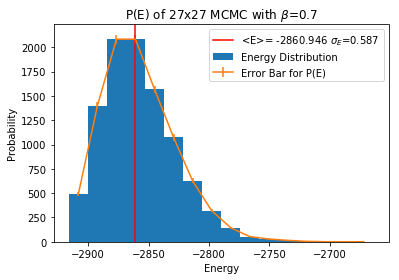 P(E) of 27x27 MCMC with β=0.7
<E>= -2860.946 σ_E=0.587
Energy Distribution
Error Bar for P(E)
Probability
2000
1750
1500
1250
1000
750
500
250
0
−2900 −2850 −2800 −2750 −2700
Energy